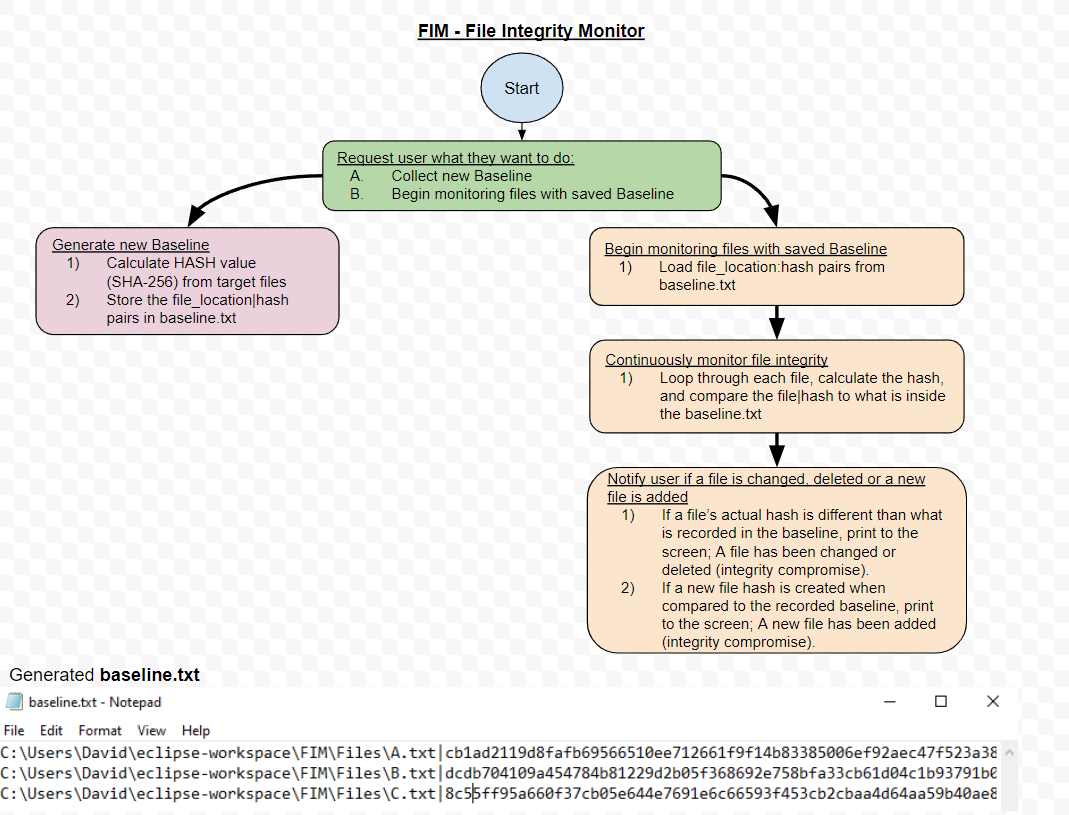 FIM - File Integrity Monitor
Start
Request user what they want to do:
A. Collect new Baseline
B. Begin monitoring files with saved Baseline
Generate new Baseline
1) Calculate HASH value
(SHA-256) from target files
2) Store the file_location|hash
pairs in baseline.txt
Begin monitoring files with saved Baseline
1) Load file_location:hash pairs from
baseline.txt
Continuously monitor file integrity
1) Loop through each file, calculate the hash,
and compare the file|hash to what is inside
the baseline.txt
Notify user if a file is changed, deleted or a new
file is added
1) If a file's actual hash is different than what
is recorded in the baseline, print to the
screen; A file has been changed or
deleted (integrity compromise).
2) If a new file hash is created when
compared to the recorded baseline, print
to the screen; A new file has been added
(integrity compromise).
Generated baseline.txt
baseline.txt - Notepad
File Edit Format View Help
C:\Users\David\eclipse-workspace\FIM\Files\A.txt|cb1ad2119d8fafb69566510ee712661f9f14b83385006ef92aec47f523a38
C:\Users\David\eclipse-workspace\FIM\Files\B.txt|dcdb704109a454784b81229d2b05f368692e758bfa33cb61d04c1b93791b0
C:\Users\David\eclipse-workspace\FIM\Files\C.txt|8c55ff95a660f37cb05e644e7691e6c66593f453cb2cbaa4d64aa59b40ae8